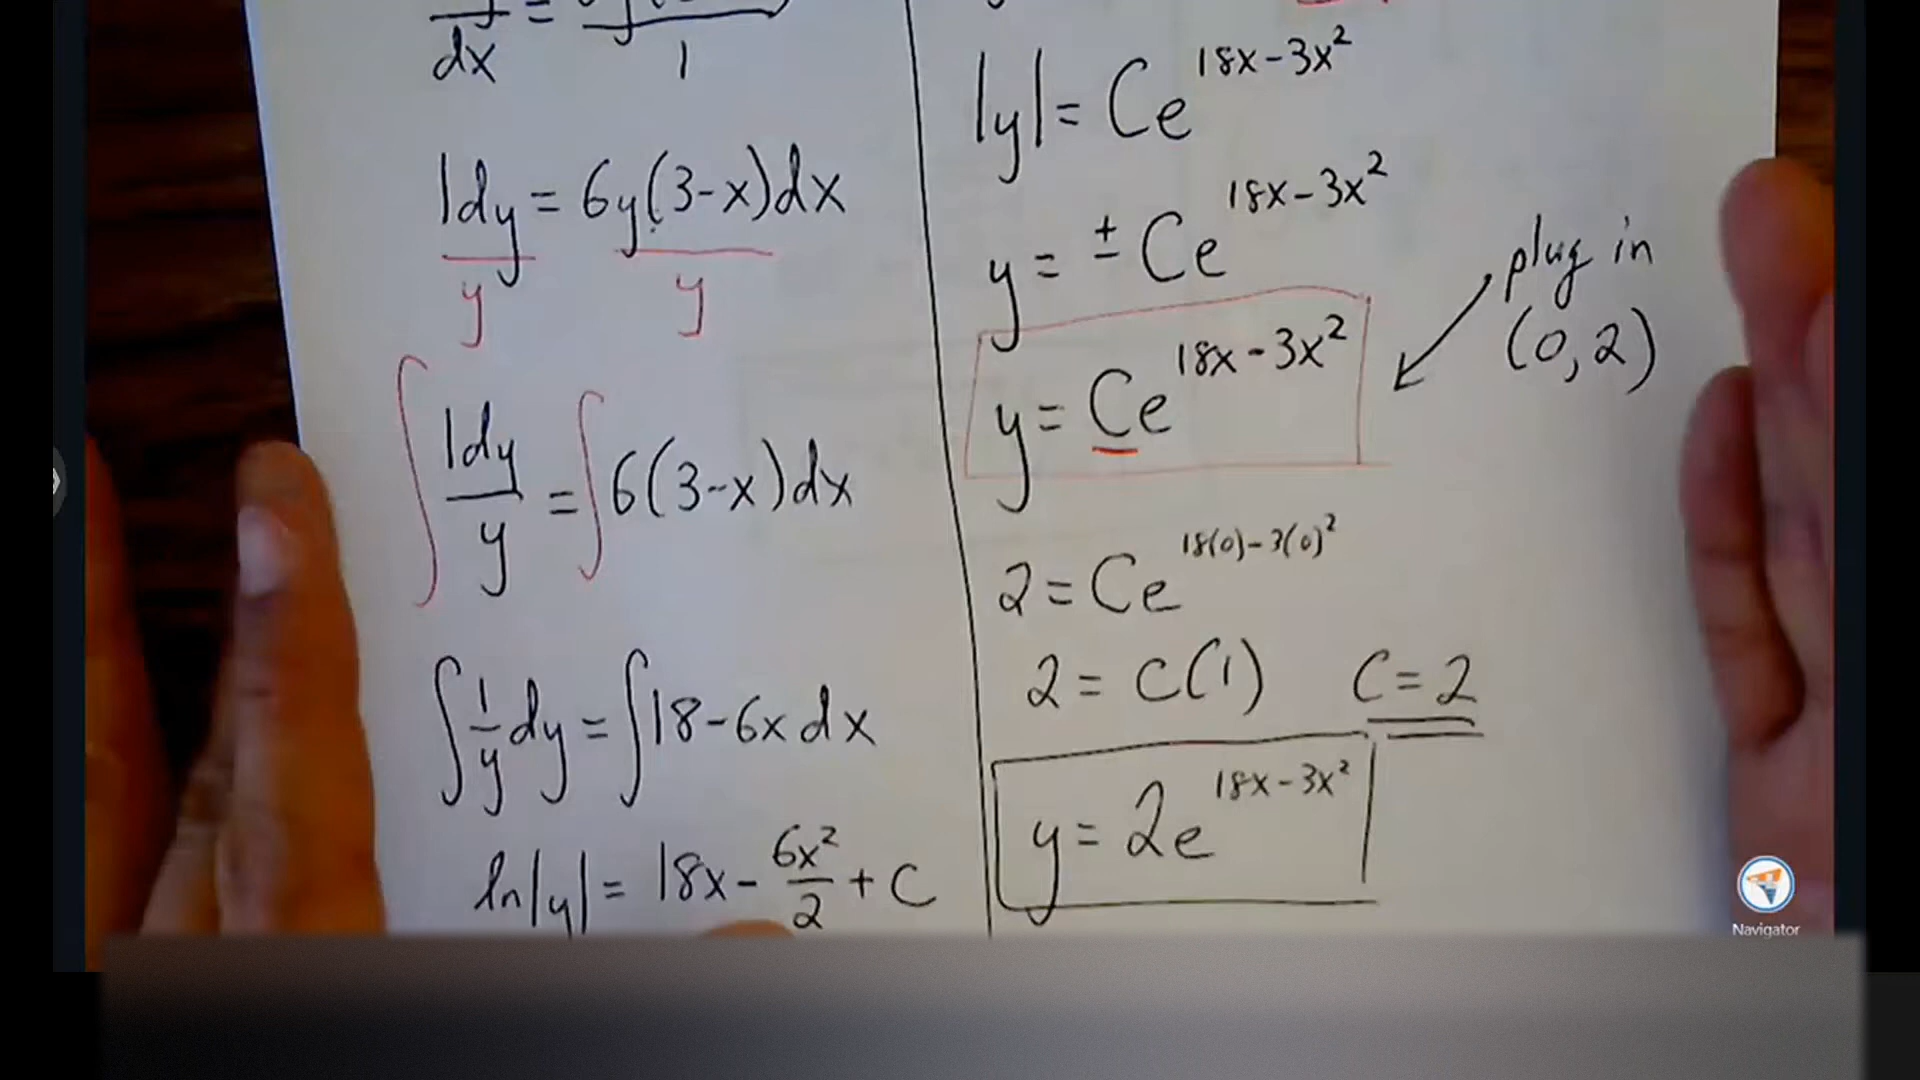 dx 1
1dy = 6y(3-x)dx
y y
∫ 1dy/y = ∫ 6(3-x)dx
∫ 1/y dy = ∫ 18-6x dx
ln|y| = 18x - 6x²/2 + C
|y| = Ce^(18x-3x²)
y = ± Ce^(18x-3x²)
y = Ce^(18x-3x²)
plug in
(0,2)
2 = Ce^(18(0)-3(0)²)
2 = C(1) C=2
y = 2e^(18x-3x²)
Navigator